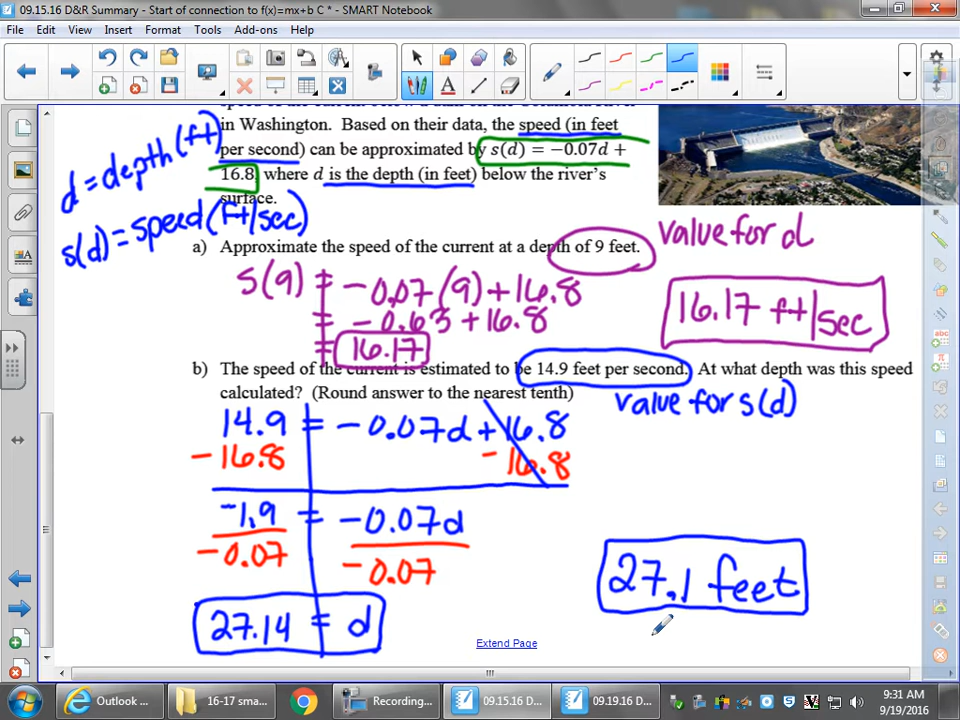 09.15.16 D&R Summary - Start of connection to f(x)=mx+b C * - SMART Notebook
File Edit View Insert Format Tools Add-ons Help
in Washington. Based on their data, the speed (in feet
per second) can be approximated by s(d) = −0.07d +
16.8, where d is the depth (in feet) below the river's
surface.
d = depth (ft)
s(d) = speed (ft/sec)
a) Approximate the speed of the current at a depth of 9 feet.
value for d
s(9) = -0.07(9) + 16.8
= -0.63 + 16.8
= 16.17
16.17 ft/sec
b) The speed of the current is estimated to be 14.9 feet per second. At what depth was this speed
calculated? (Round answer to the nearest tenth)
value for s(d)
14.9 = -0.07d + 16.8
-16.8 -16.8
-1.9 = -0.07d
-0.07 -0.07
27.14 = d
27.1 feet
Extend Page
Outlook ...
16-17 sma...
Recording...
09.15.16 D...
09.19.16 D...
9:31 AM
9/19/2016